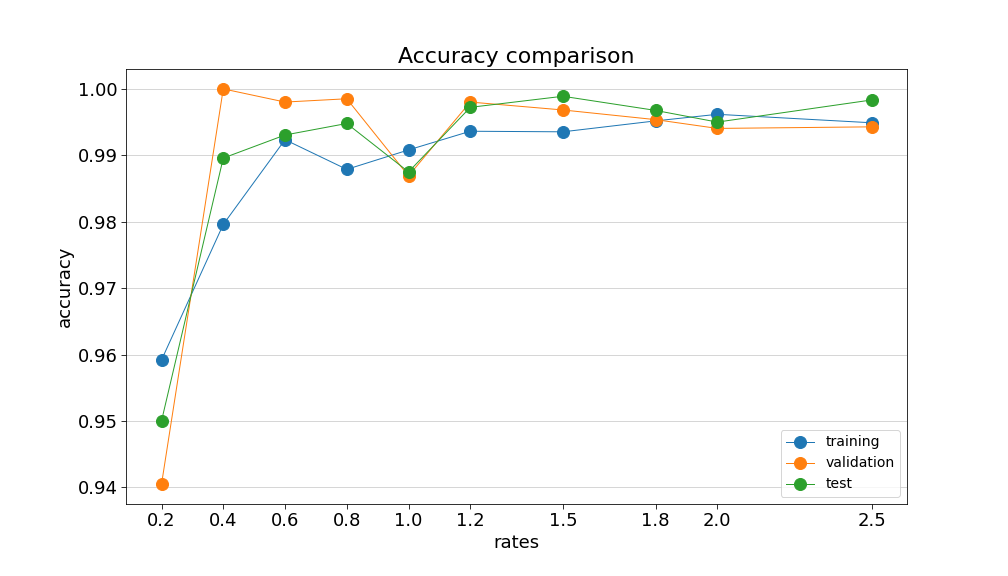 Accuracy comparison
1.00
0.99
0.98
0.97
0.96
0.95
0.94
accuracy
0.2 0.4 0.6 0.8 1.0 1.2 1.5 1.8 2.0 2.5
rates
training
validation
test